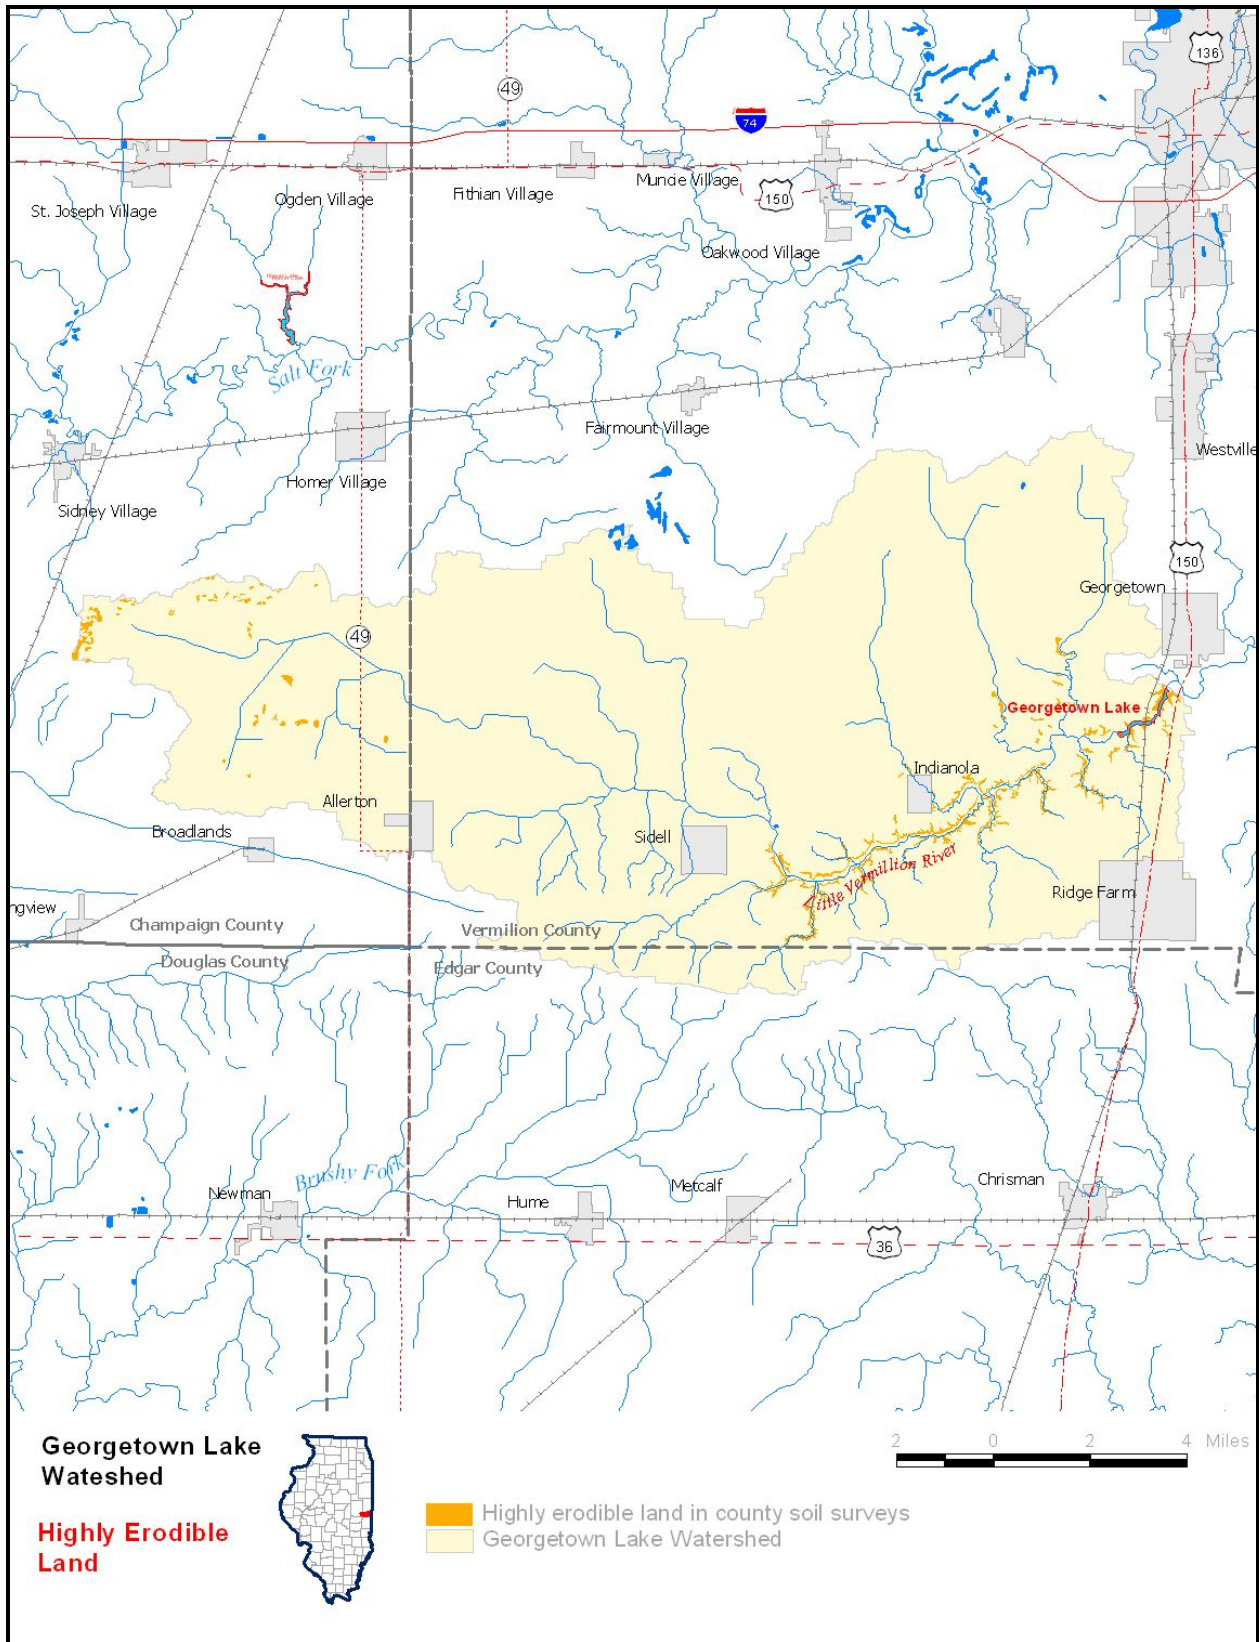 136
49
74
St. Joseph Village
Ogden Village
Fithian Village
Muncie Village
150
Oakwood Village
Salt Fork
Fairmount Village
Westville
Homer Village
Sidney Village
150
Georgetown
49
Georgetown Lake
Indianola
Allerton
Broadlands
Sidell
Little Vermillion River
Ridge Farm
ngview
Champaign County
Vermilion County
Douglas County
Edgar County
Brushy Fork
Newman
Hume
Metcalf
Chrisman
36
Georgetown Lake
Wateshed
Highly Erodible
Land
2 0 2 4 Miles
Highly erodible land in county soil surveys
Georgetown Lake Watershed